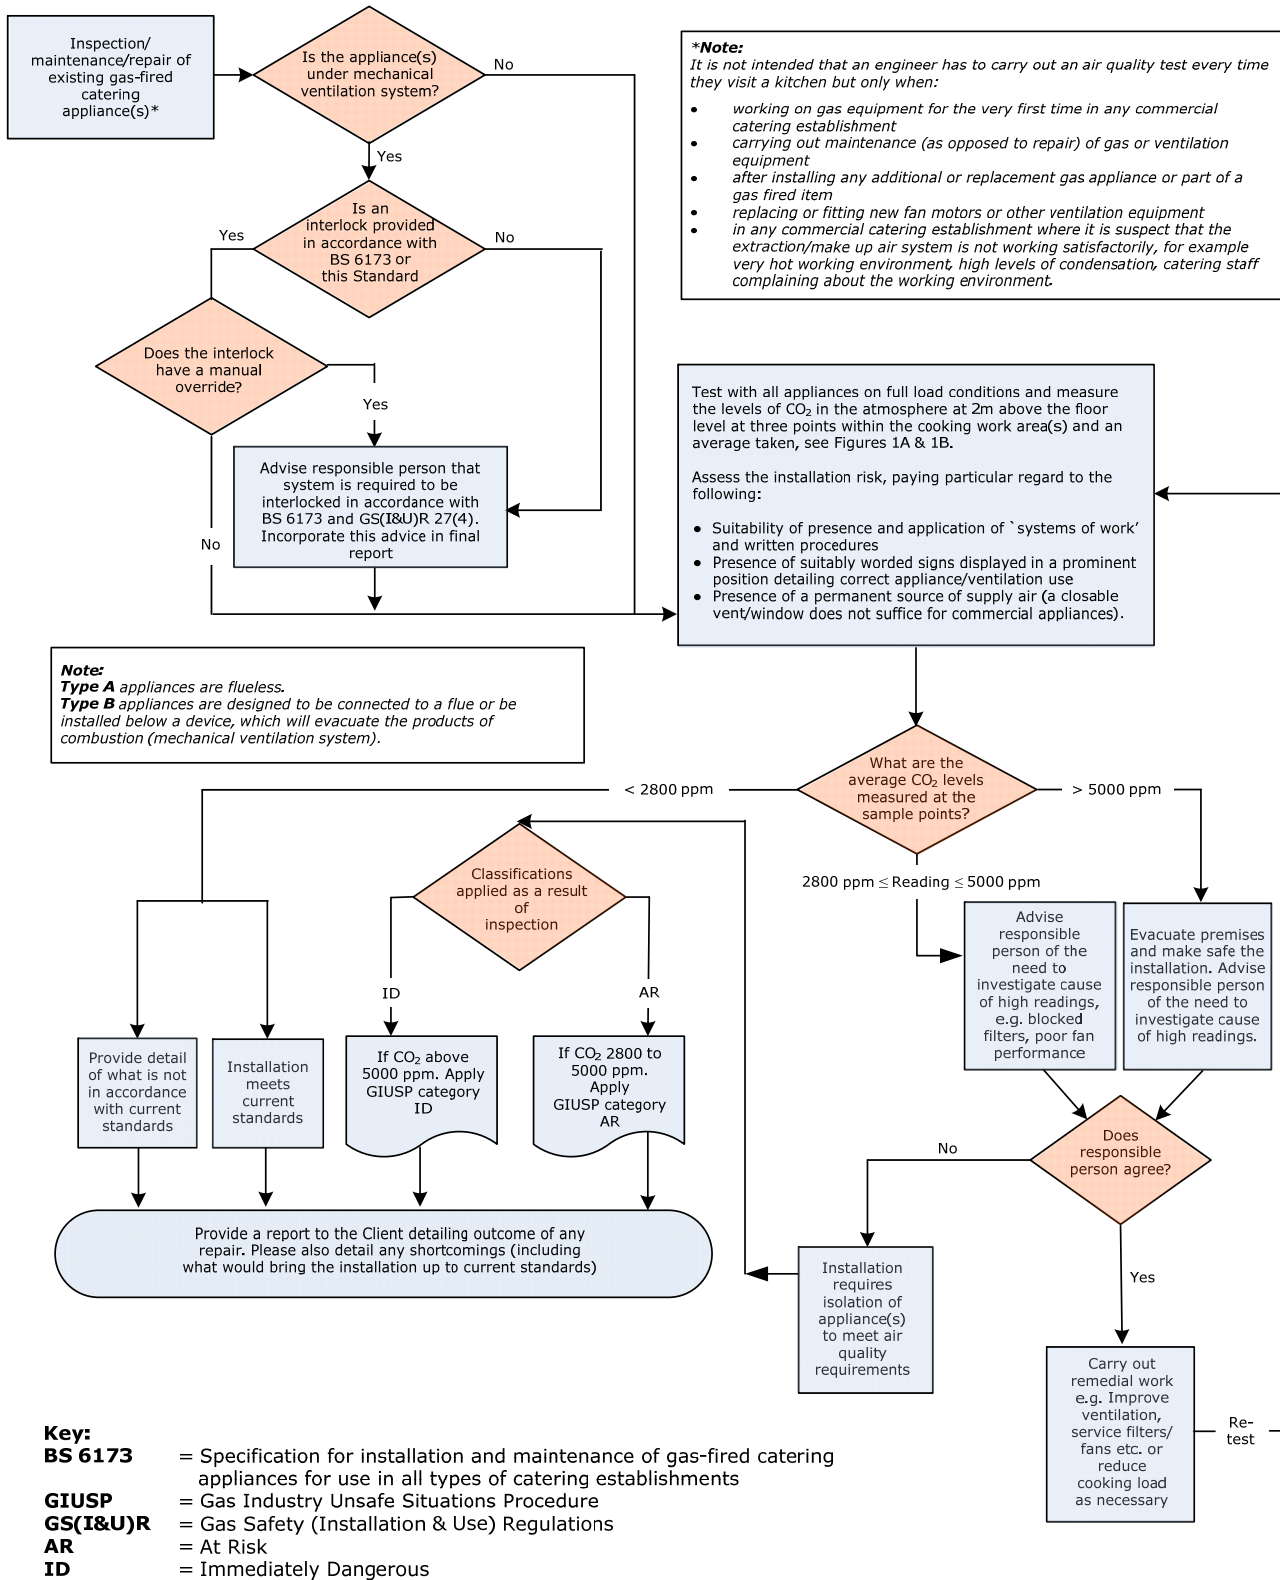 Inspection/
maintenance/repair of
existing gas-fired
catering
appliance(s)*
Is the appliance(s)
under mechanical
ventilation system?
No
Yes
*Note:
It is not intended that an engineer has to carry out an air quality test every time
they visit a kitchen but only when:
• working on gas equipment for the very first time in any commercial
catering establishment
• carrying out maintenance (as opposed to repair) of gas or ventilation
equipment
• after installing any additional or replacement gas appliance or part of a
gas fired item
• replacing or fitting new fan motors or other ventilation equipment
• in any commercial catering establishment where it is suspect that the
extraction/make up air system is not working satisfactorily, for example
very hot working environment, high levels of condensation, catering staff
complaining about the working environment.
Is an
interlock provided
in accordance with
BS 6173 or
this Standard
Yes
No
Does the interlock
have a manual
override?
Yes
No
Advise responsible person that
system is required to be
interlocked in accordance with
BS 6173 and GS(I&U)R 27(4).
Incorporate this advice in final
report
Test with all appliances on full load conditions and measure
the levels of CO₂ in the atmosphere at 2m above the floor
level at three points within the cooking work area(s) and an
average taken, see Figures 1A & 1B.
Assess the installation risk, paying particular regard to the
following:
• Suitability of presence and application of `systems of work’
and written procedures
• Presence of suitably worded signs displayed in a prominent
position detailing correct appliance/ventilation use
• Presence of a permanent source of supply air (a closable
vent/window does not suffice for commercial appliances).
Note:
Type A appliances are flueless.
Type B appliances are designed to be connected to a flue or be
installed below a device, which will evacuate the products of
combustion (mechanical ventilation system).
What are the
average CO₂ levels
measured at the
sample points?
< 2800 ppm
> 5000 ppm
2800 ppm ≤ Reading ≤ 5000 ppm
Classifications
applied as a result
of
inspection
ID
AR
Advise
responsible
person of the
need to
investigate cause
of high readings,
e.g. blocked
filters, poor fan
performance
Evacuate premises
and make safe the
installation. Advise
responsible person
of the need to
investigate cause
of high readings.
Provide detail
of what is not
in accordance
with current
standards
Installation
meets
current
standards
If CO₂ above
5000 ppm. Apply
GIUSP category
ID
If CO₂ 2800 to
5000 ppm.
Apply
GIUSP category
AR
Does
responsible
person agree?
No
Yes
Provide a report to the Client detailing outcome of any
repair. Please also detail any shortcomings (including
what would bring the installation up to current standards)
Installation
requires
isolation of
appliance(s)
to meet air
quality
requirements
Carry out
remedial work
e.g. Improve
ventilation,
service filters/
fans etc. or
reduce
cooking load
as necessary
Re-
test
Key:
BS 6173 = Specification for installation and maintenance of gas-fired catering
appliances for use in all types of catering establishments
GIUSP = Gas Industry Unsafe Situations Procedure
GS(I&U)R = Gas Safety (Installation & Use) Regulations
AR = At Risk
ID = Immediately Dangerous